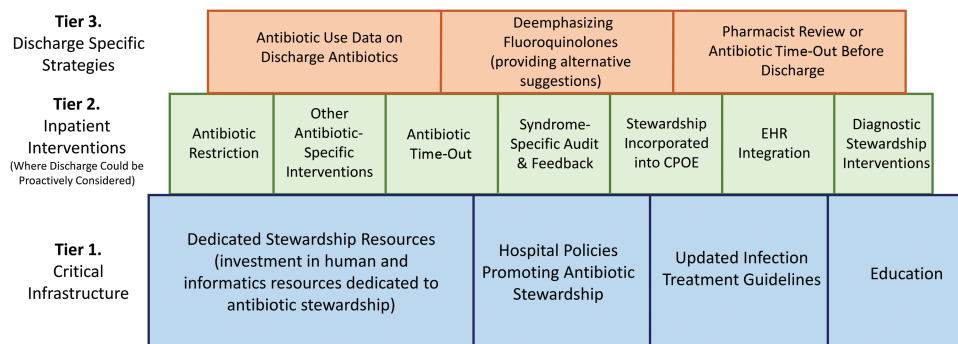 Tier 3.
Discharge Specific
Strategies
Antibiotic Use Data on
Discharge Antibiotics
Deemphasizing
Fluoroquinolones
(providing alternative
suggestions)
Pharmacist Review or
Antibiotic Time-Out Before
Discharge
Tier 2.
Inpatient
Interventions
(Where Discharge Could be
Proactively Considered)
Antibiotic
Restriction
Other
Antibiotic-
Specific
Interventions
Antibiotic
Time-Out
Syndrome-
Specific Audit
& Feedback
Stewardship
Incorporated
into CPOE
EHR
Integration
Diagnostic
Stewardship
Interventions
Tier 1.
Critical
Infrastructure
Dedicated Stewardship Resources
(investment in human and
informatics resources dedicated to
antibiotic stewardship)
Hospital Policies
Promoting Antibiotic
Stewardship
Updated Infection
Treatment Guidelines
Education